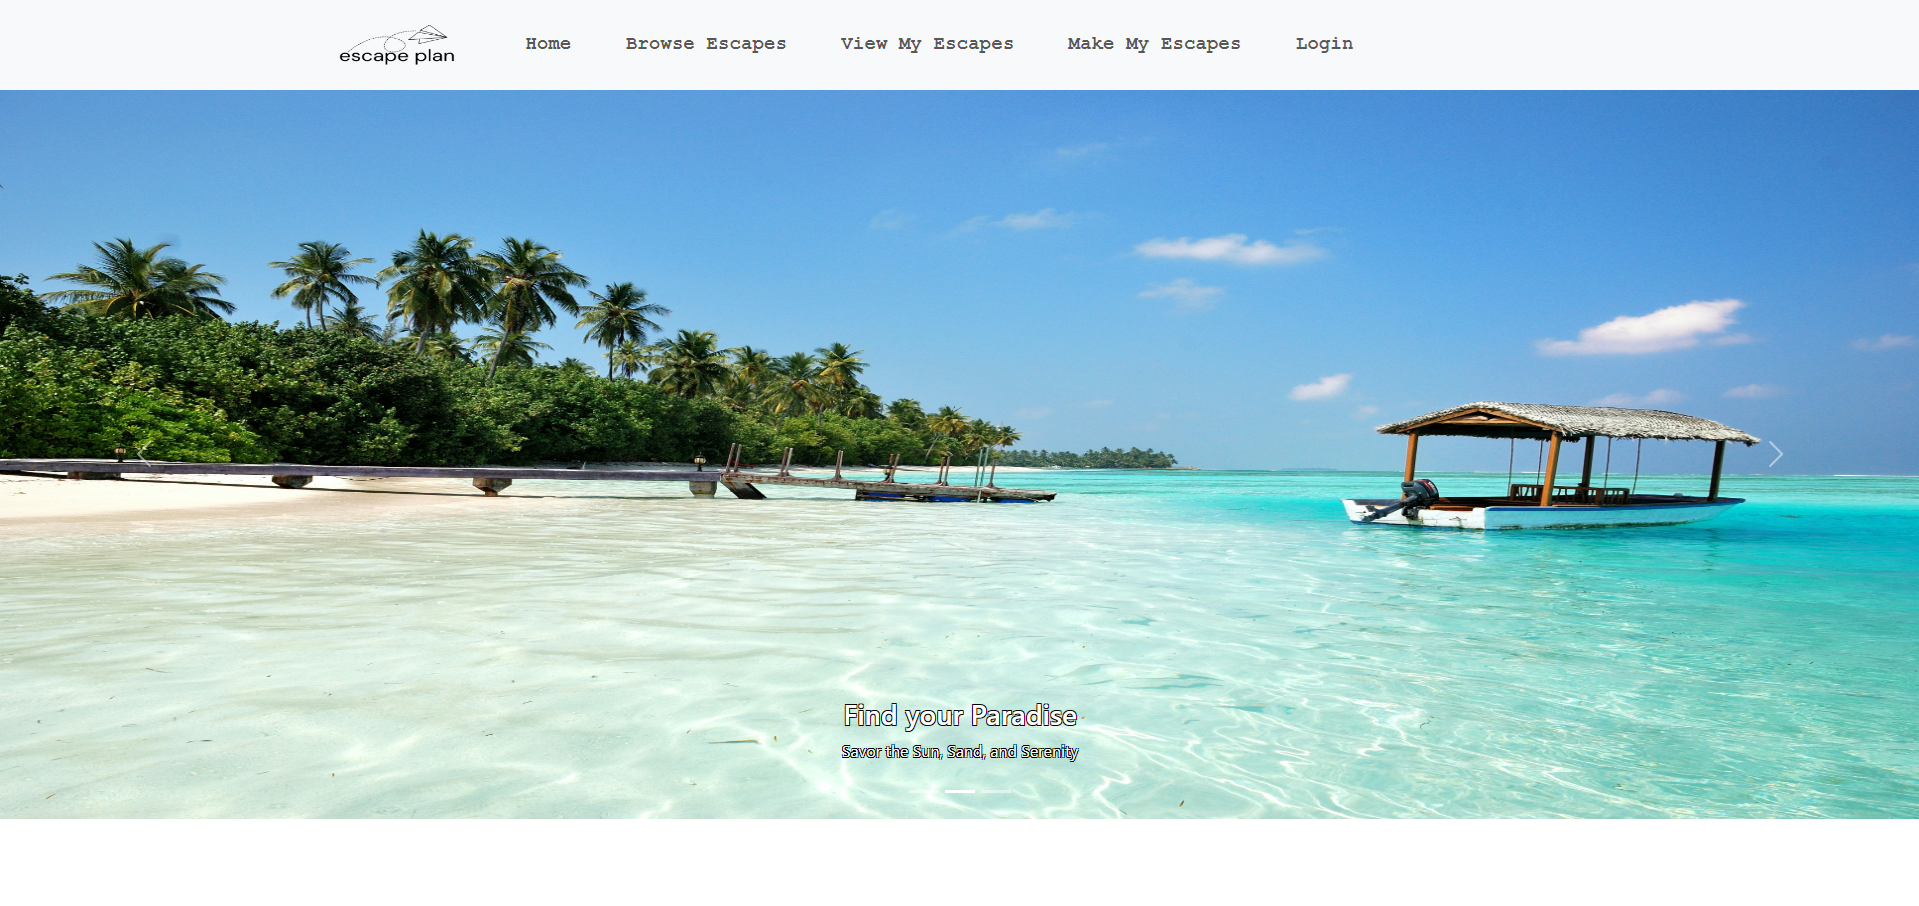 escape plan
Home Browse Escapes View My Escapes Make My Escapes Login
Find your Paradise
Savor the Sun, Sand, and Serenity